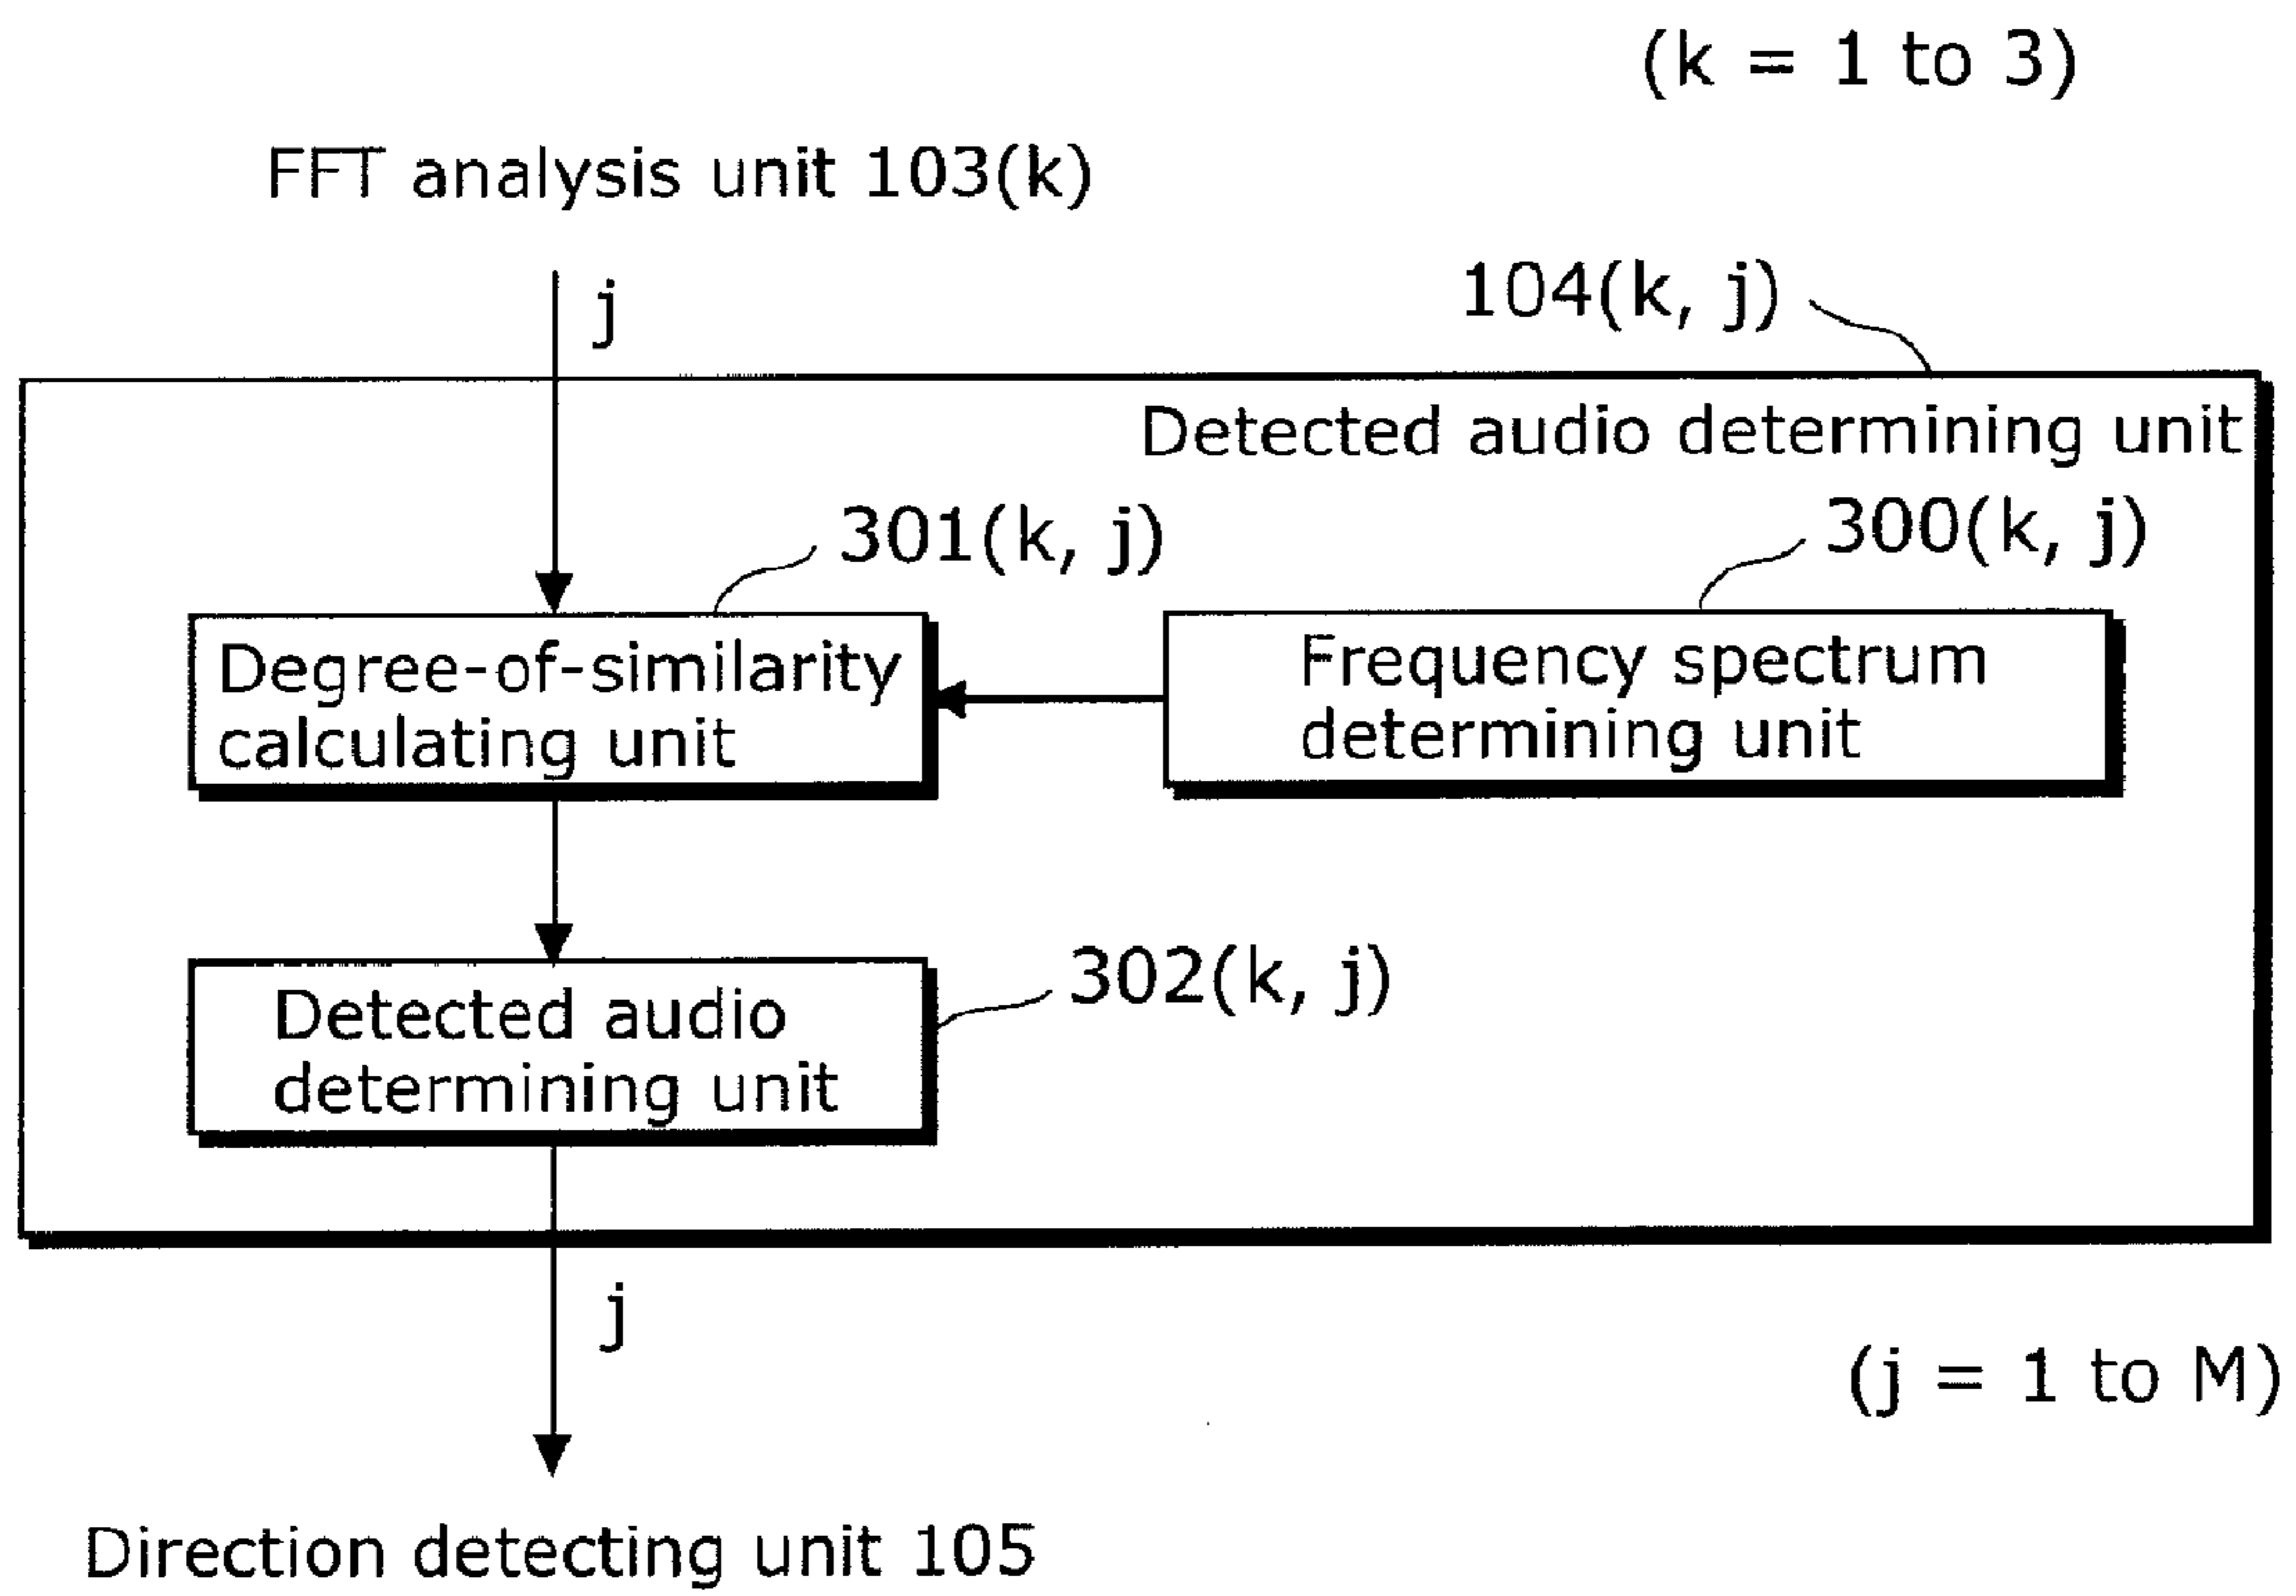 (k = 1 to 3)
FFT analysis unit 103(k)
j
104(k, j)
Detected audio determining unit
301(k, j)
300(k, j)
Degree-of-similarity
calculating unit
Frequency spectrum
determining unit
302(k, j)
Detected audio
determining unit
j
(j = 1 to M)
Direction detecting unit 105